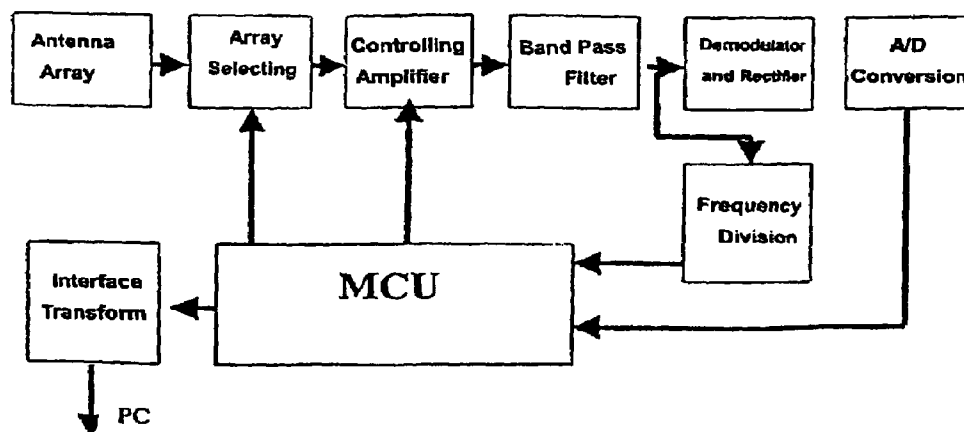 Antenna
Array
Array
Selecting
Controlling
Amplifier
Band Pass
Filter
Demodulator
and Rectifier
A/D
Conversion
Frequency
Division
MCU
Interface
Transform
PC